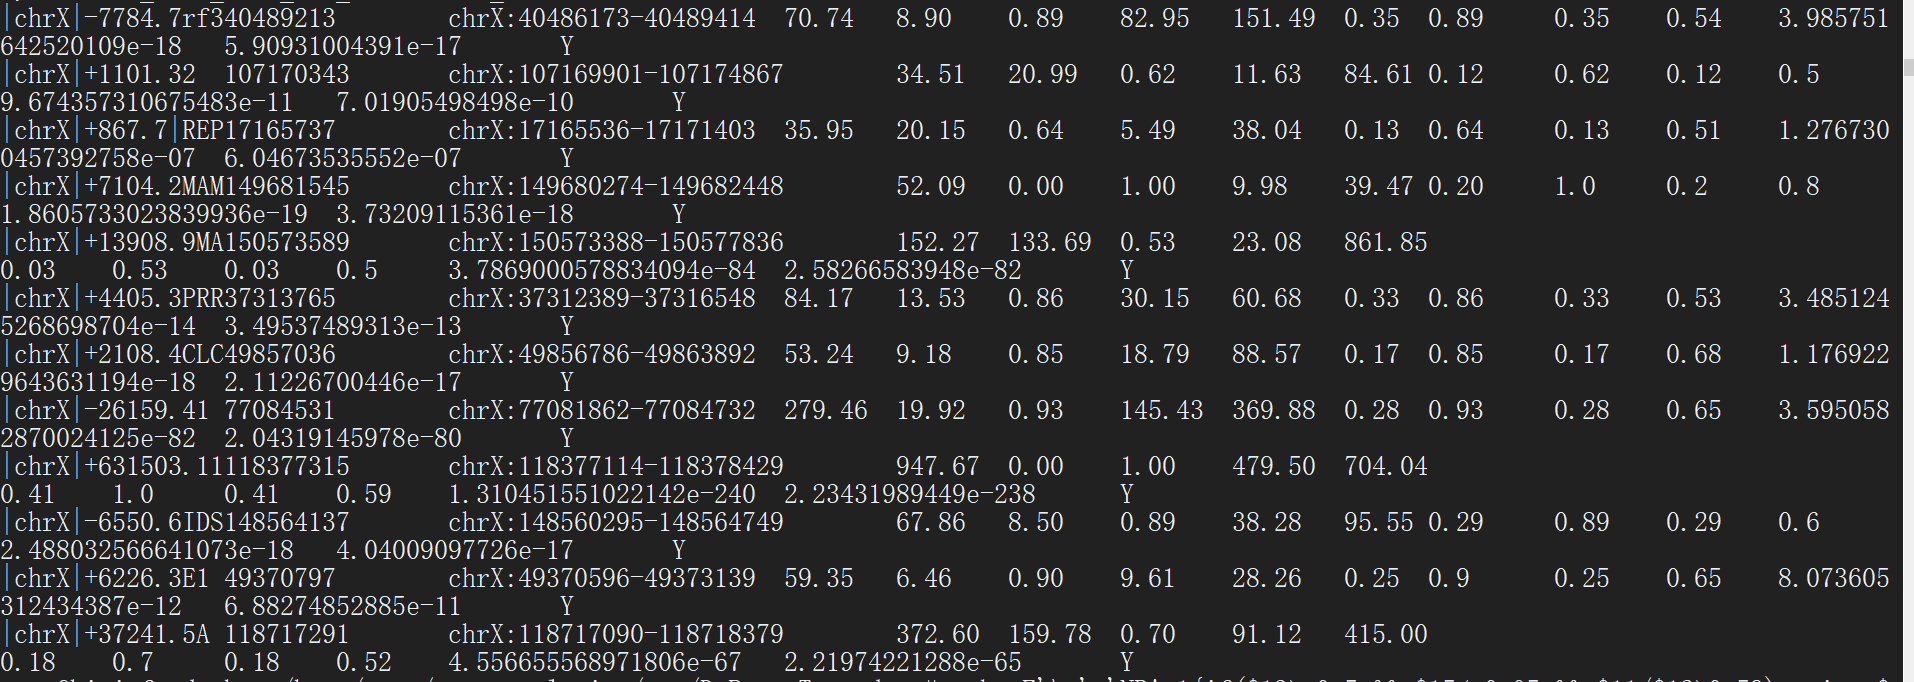 |chrX|-7784.7rf340489213 chrX:40486173-40489414 70.74 8.90 0.89 82.95 151.49 0.35 0.89 0.35 0.54 3.985751
642520109e-18 5.90931004391e-17 Y
|chrX|+1101.32 107170343 chrX:107169901-107174867 34.51 20.99 0.62 11.63 84.61 0.12 0.62 0.12 0.5
9.674357310675483e-11 7.01905498498e-10 Y
|chrX|+867.7|REP17165737 chrX:17165536-17171403 35.95 20.15 0.64 5.49 38.04 0.13 0.64 0.13 0.51 1.276730
0457392758e-07 6.04673535552e-07 Y
|chrX|+7104.2MAM149681545 chrX:149680274-149682448 52.09 0.00 1.00 9.98 39.47 0.20 1.0 0.2 0.8
1.8605733023839936e-19 3.73209115361e-18 Y
|chrX|+13908.9MA150573589 chrX:150573388-150577836 152.27 133.69 0.53 23.08 861.85
0.03 0.53 0.03 0.5 3.7869000578834094e-84 2.58266583948e-82 Y
|chrX|+4405.3PRR37313765 chrX:37312389-37316548 84.17 13.53 0.86 30.15 60.68 0.33 0.86 0.33 0.53 3.485124
5268698704e-14 3.49537489313e-13 Y
|chrX|+2108.4CLC49857036 chrX:49856786-49863892 53.24 9.18 0.85 18.79 88.57 0.17 0.85 0.17 0.68 1.176922
9643631194e-18 2.11226700446e-17 Y
|chrX|-26159.41 77084531 chrX:77081862-77084732 279.46 19.92 0.93 145.43 369.88 0.28 0.93 0.28 0.65 3.595058
2870024125e-82 2.04319145978e-80 Y
|chrX|+631503.11118377315 chrX:118377114-118378429 947.67 0.00 1.00 479.50 704.04
0.41 1.0 0.41 0.59 1.310451551022142e-240 2.23431989449e-238 Y
|chrX|-6550.6IDS148564137 chrX:148560295-148564749 67.86 8.50 0.89 38.28 95.55 0.29 0.89 0.29 0.6
2.488032566641073e-18 4.04009097726e-17 Y
|chrX|+6226.3E1 49370797 chrX:49370596-49373139 59.35 6.46 0.90 9.61 28.26 0.25 0.9 0.25 0.65 8.073605
312434387e-12 6.88274852885e-11 Y
|chrX|+37241.5A 118717291 chrX:118717090-118718379 372.60 159.78 0.70 91.12 415.00
0.18 0.7 0.18 0.52 4.556655568971806e-67 2.21974221288e-65 Y